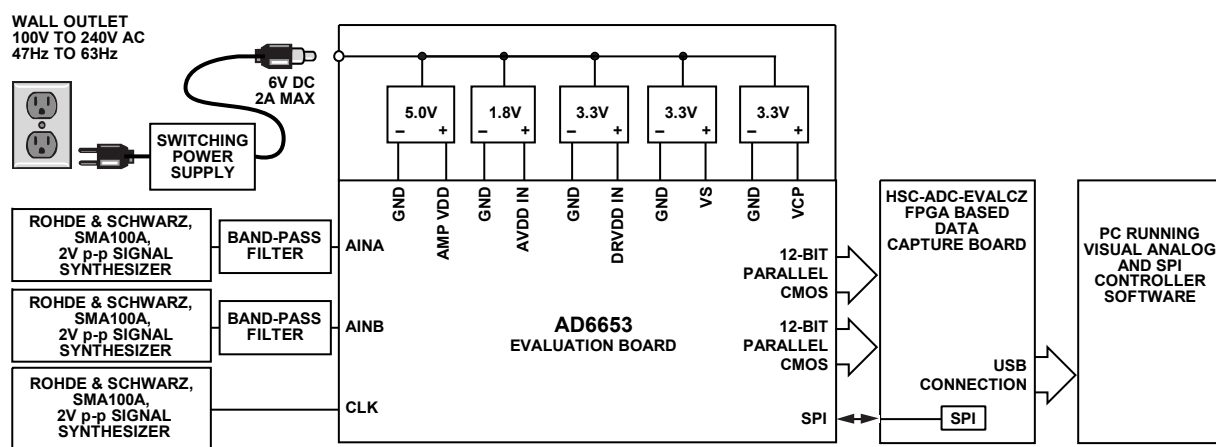 WALL OUTLET
100V TO 240V AC
47Hz TO 63Hz
6V DC
2A MAX
SWITCHING
POWER
SUPPLY
5.0V
– +
1.8V
– +
3.3V
– +
3.3V
– +
3.3V
– +
GND
AMP VDD
GND
AVDD IN
GND
DRVDD IN
GND
VS
GND
VCP
ROHDE & SCHWARZ,
SMA100A,
2V p-p SIGNAL
SYNTHESIZER
BAND-PASS
FILTER
AINA
ROHDE & SCHWARZ,
SMA100A,
2V p-p SIGNAL
SYNTHESIZER
BAND-PASS
FILTER
AINB
ROHDE & SCHWARZ,
SMA100A,
2V p-p SIGNAL
SYNTHESIZER
CLK
AD6653
EVALUATION BOARD
12-BIT
PARALLEL
CMOS
12-BIT
PARALLEL
CMOS
SPI
HSC-ADC-EVALCZ
FPGA BASED
DATA
CAPTURE BOARD
USB
CONNECTION
SPI
PC RUNNING
VISUAL ANALOG
AND SPI
CONTROLLER
SOFTWARE